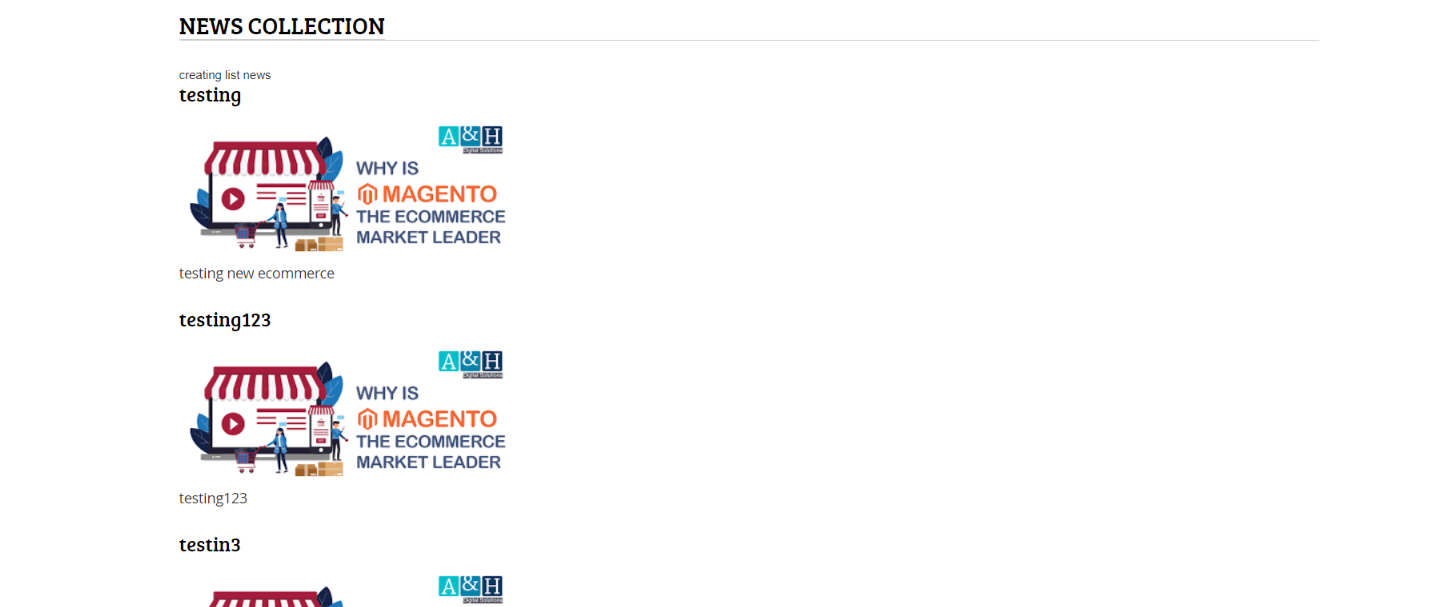 NEWS COLLECTION
creating list news
testing
A&H
Digital Solutions
WHY IS
MAGENTO
THE ECOMMERCE
MARKET LEADER
testing new ecommerce
testing123
A&H
Digital Solutions
WHY IS
MAGENTO
THE ECOMMERCE
MARKET LEADER
testing123
testin3
A&H
Digital Solutions